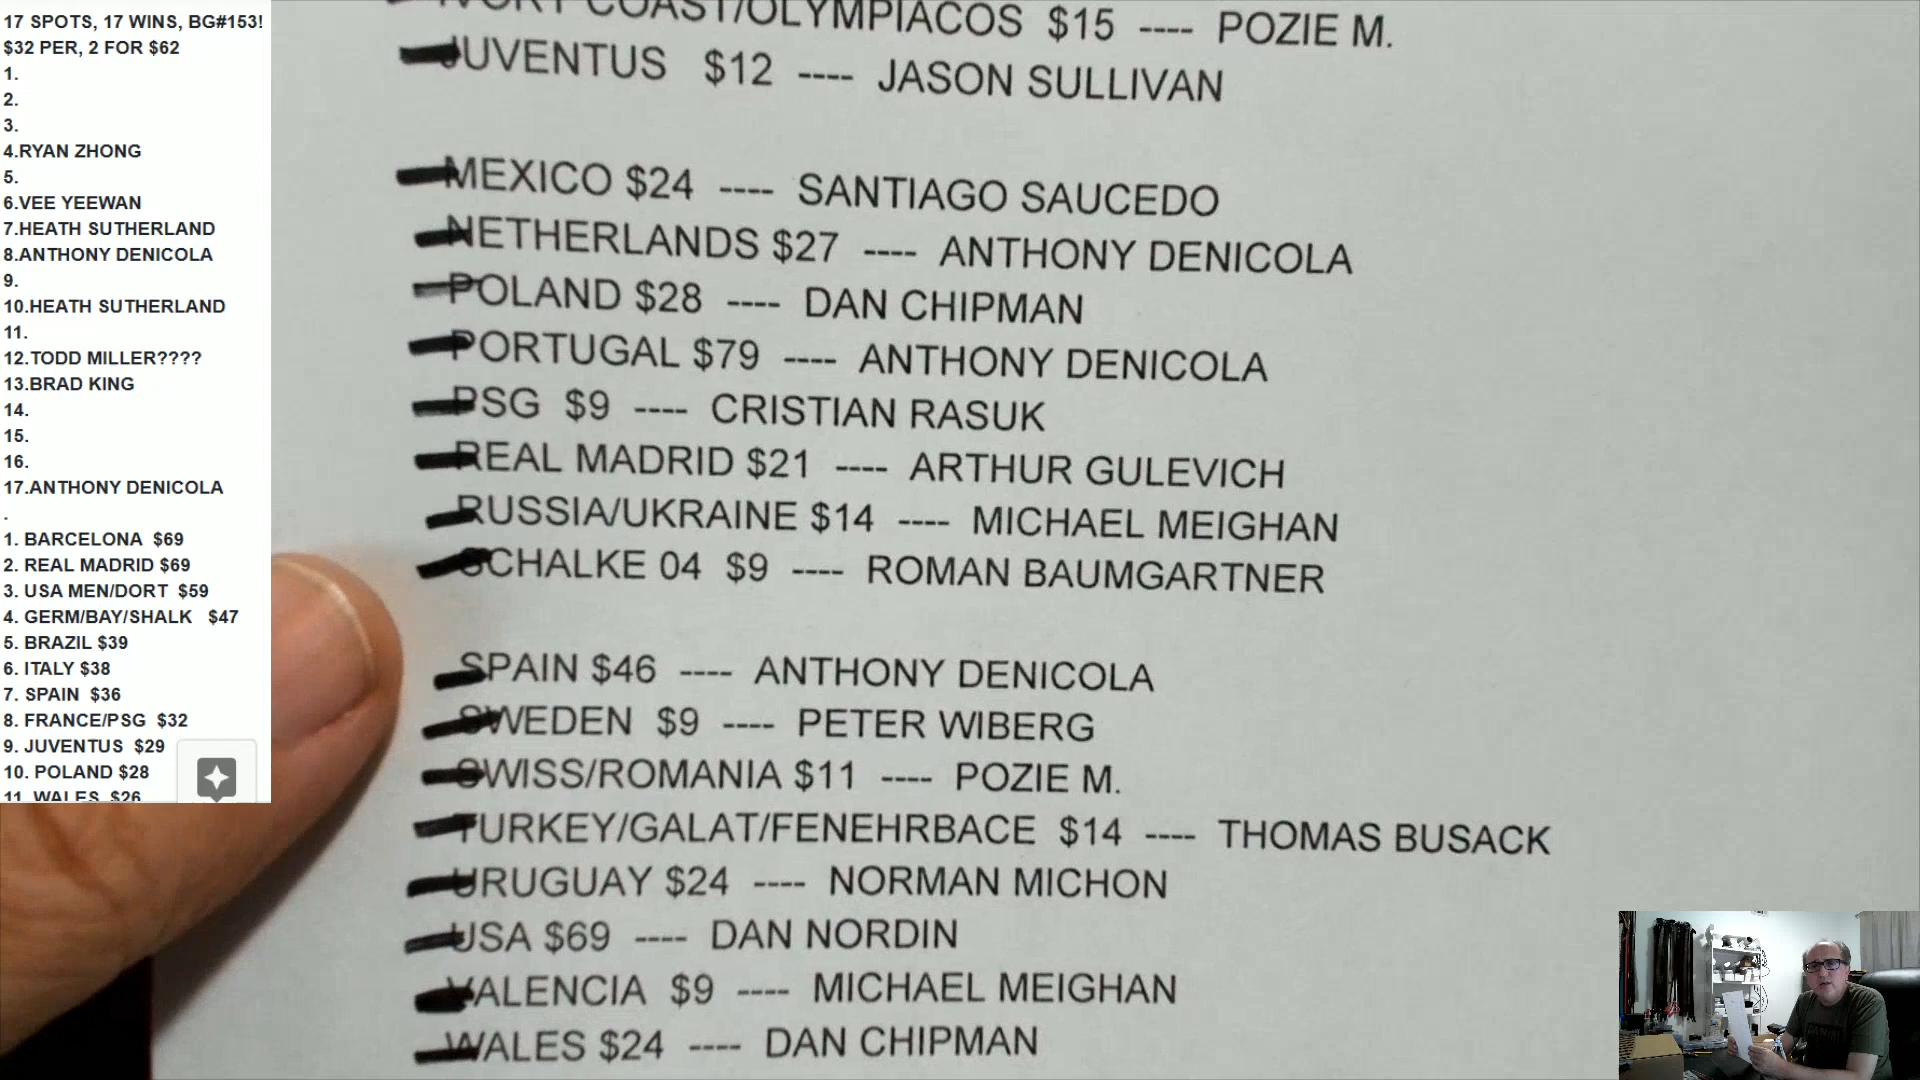 17 SPOTS, 17 WINS, BG#153!
$32 PER, 2 FOR $62
1.
2.
3.
4.RYAN ZHONG
5.
6.VEE YEEWAN
7.HEATH SUTHERLAND
8.ANTHONY DENICOLA
9.
10.HEATH SUTHERLAND
11.
12.TODD MILLER????
13.BRAD KING
14.
15.
16.
17.ANTHONY DENICOLA
.
1. BARCELONA $69
2. REAL MADRID $69
3. USA MEN/DORT $59
4. GERM/BAY/SHALK $47
5. BRAZIL $39
6. ITALY $38
7. SPAIN $36
8. FRANCE/PSG $32
9. JUVENTUS $29
10. POLAND $28
11. WALES $26
IVORY COAST/OLYMPIACOS $15 ---- POZIE M.
JUVENTUS $12 ---- JASON SULLIVAN
MEXICO $24 ---- SANTIAGO SAUCEDO
NETHERLANDS $27 ---- ANTHONY DENICOLA
POLAND $28 ---- DAN CHIPMAN
PORTUGAL $79 ---- ANTHONY DENICOLA
PSG $9 ---- CRISTIAN RASUK
REAL MADRID $21 ---- ARTHUR GULEVICH
RUSSIA/UKRAINE $14 ---- MICHAEL MEIGHAN
SCHALKE 04 $9 ---- ROMAN BAUMGARTNER
SPAIN $46 ---- ANTHONY DENICOLA
SWEDEN $9 ---- PETER WIBERG
SWISS/ROMANIA $11 ---- POZIE M.
TURKEY/GALAT/FENEHRBACE $14 ---- THOMAS BUSACK
URUGUAY $24 ---- NORMAN MICHON
USA $69 ---- DAN NORDIN
VALENCIA $9 ---- MICHAEL MEIGHAN
WALES $24 ---- DAN CHIPMAN